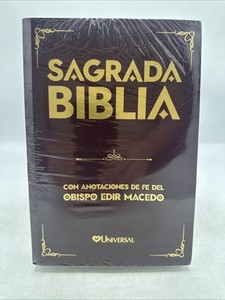 SAGRADA
BIBLIA
CON ANOTACIONES DE FE DEL
OBISPO EDIR MACEDO
UNIVERSAL